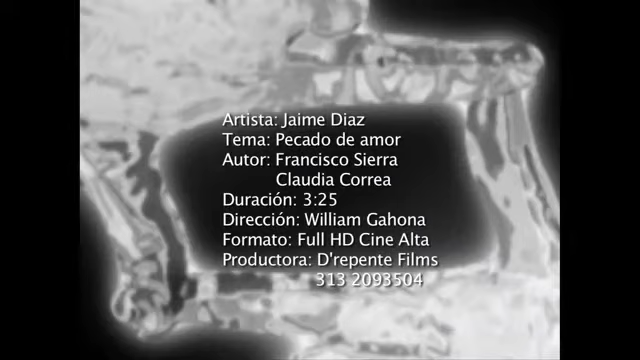 Artista: Jaime Diaz
Tema: Pecado de amor
Autor: Francisco Sierra
Claudia Correa
Duración: 3:25
Dirección: William Gahona
Formato: Full HD Cine Alta
Productora: D'repente Films
313 2093504